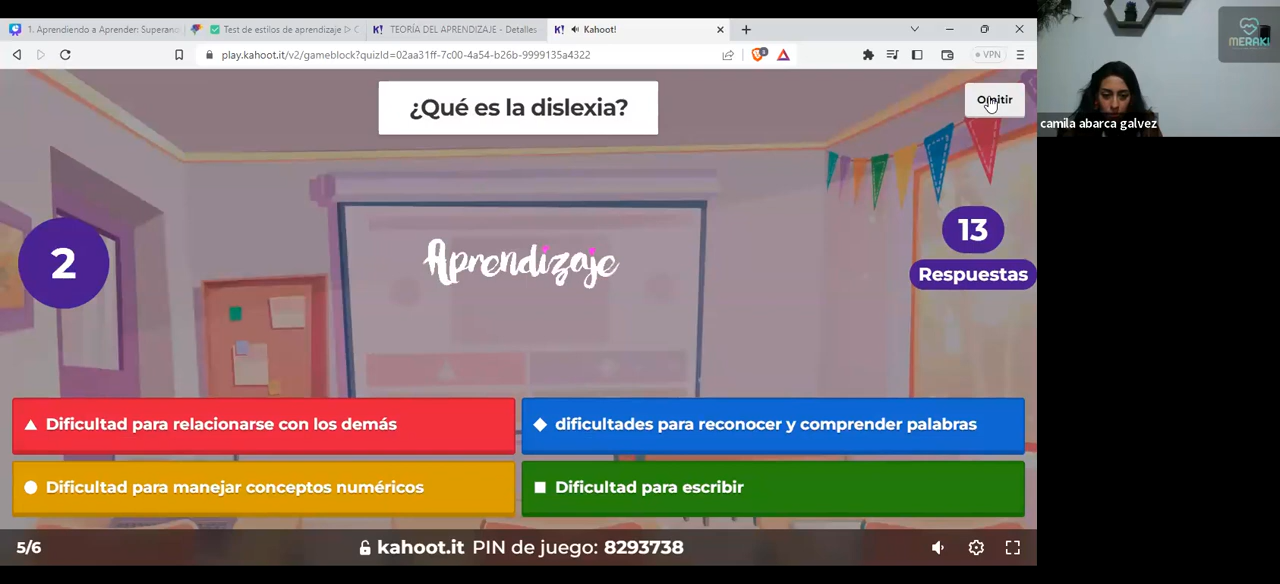 1. Aprendiendo a Aprender: Superand
Test de estilos de aprendizaje ▷ C
K! TEORÍA DEL APRENDIZAJE - Detalles
K! Kahoot!
play.kahoot.it/v2/gameblock?quizId=02aa31ff-7c00-4a54-b26b-9999135a4322
VPN
MERAKI
camila abarca galvez
¿Qué es la dislexia?
Omitir
2
Aprendizaje
13
Respuestas
Dificultad para relacionarse con los demás
dificultades para reconocer y comprender palabras
Dificultad para manejar conceptos numéricos
Dificultad para escribir
5/6
kahoot.it PIN de juego: 8293738